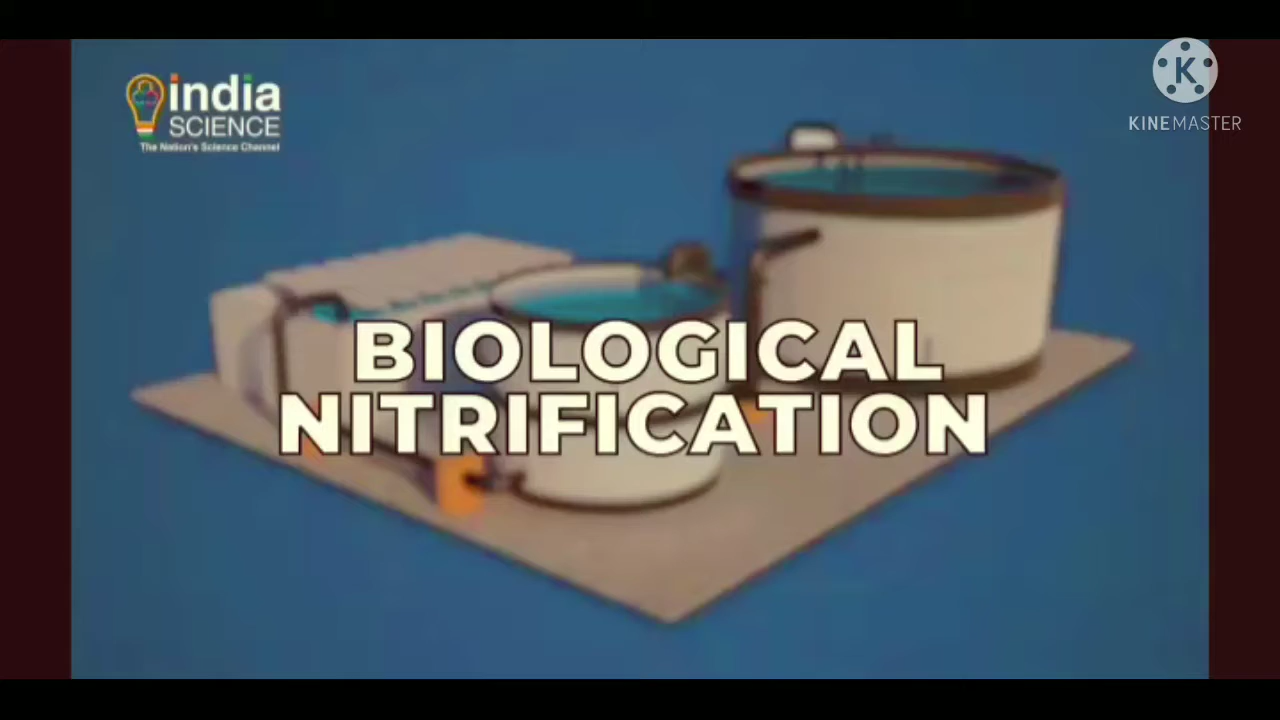 india
SCIENCE
The Nation's Science Channel
K
KINEMASTER
BIOLOGICAL
NITRIFICATION